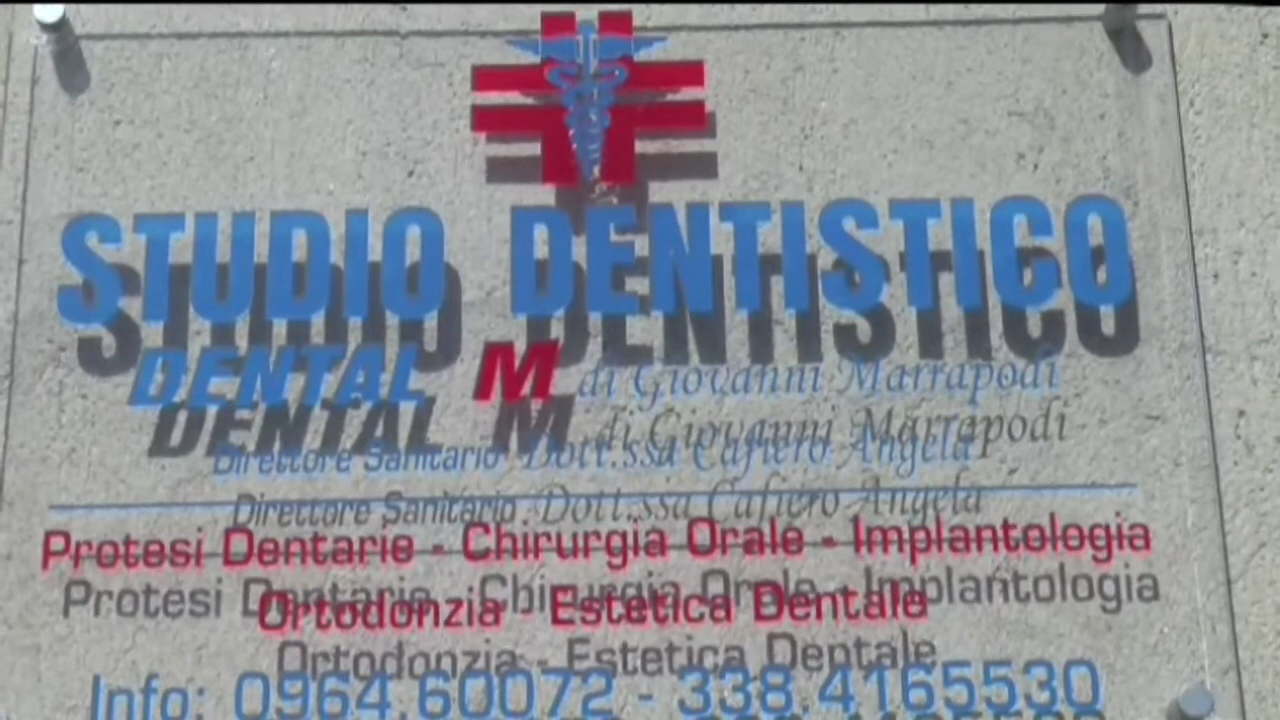 STUDIO DENTISTICO
DENTAL M di Giovanni Marrapodi
Direttore Sanitario Dott.ssa Cafiero Angela
Protesi Dentarie - Chirurgia Orale - Implantologia
Ortodonzia - Estetica Dentale
Info: 0964.60072 - 338.4165530